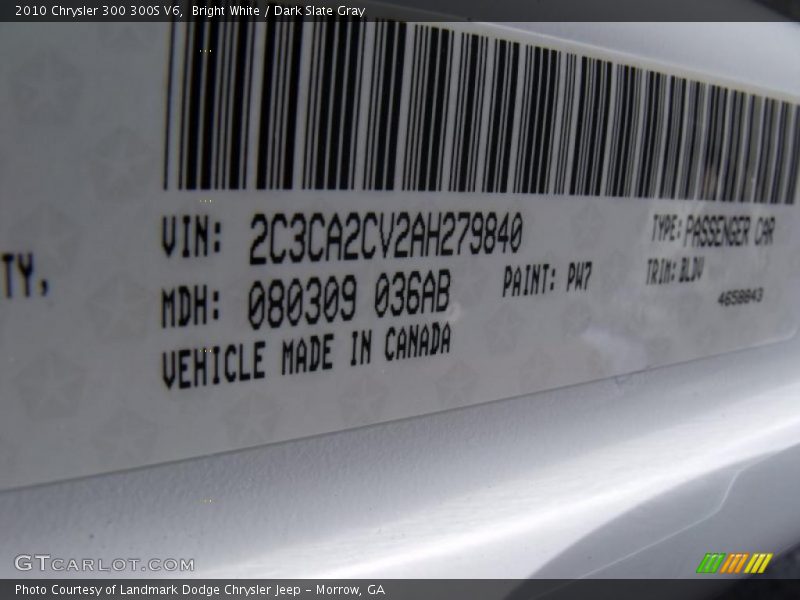 2010 Chrysler 300 300S V6, Bright White / Dark Slate Gray
VIN: 2C3CA2CV2AH279840 TYPE: PASSENGER CAR
TY,
MDH: 080309 036AB PAINT: PW7 TRIM: BLDV
4658843
VEHICLE MADE IN CANADA
GTCARLOT.COM
Photo Courtesy of Landmark Dodge Chrysler Jeep – Morrow, GA